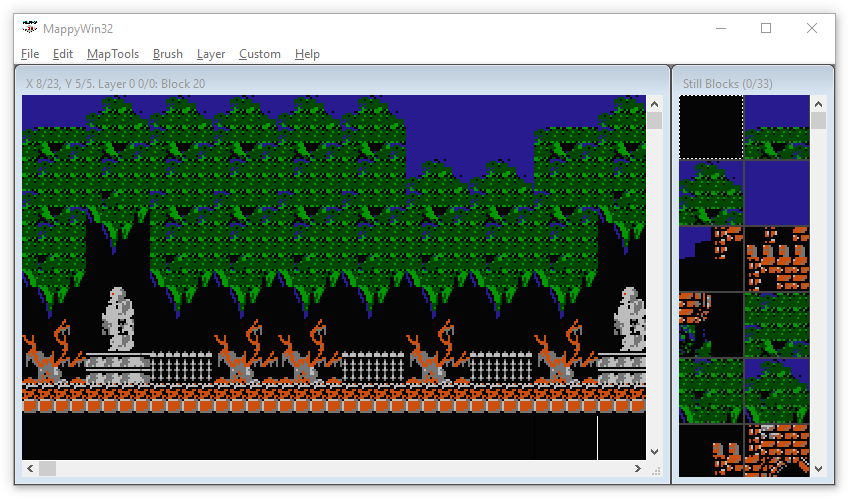 MappyWin32
File Edit MapTools Brush Layer Custom Help
X 8/23, Y 5/5. Layer 0 0/0: Block 20
Still Blocks (0/33)